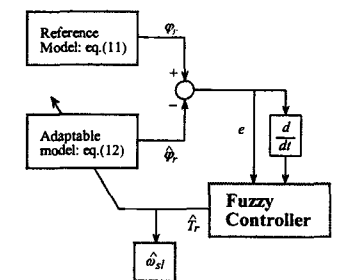 Reference
Model: eq.(11)
φr
+
−
Adaptable
model: eq.(12)
φ̂r
e
d
dt
Fuzzy
Controller
T̂r
ω̂sl